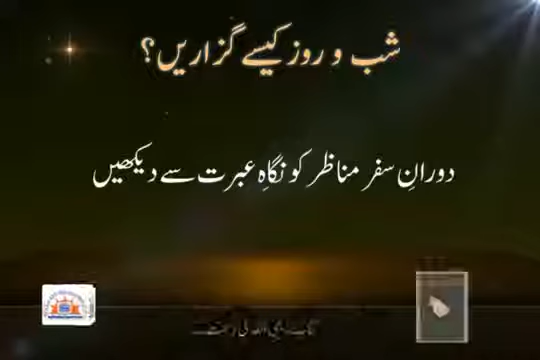 شب و روز کیسے گزاریں؟
دورانِ سفر مناظر کو نگاہِ عبرت سے دیکھیں